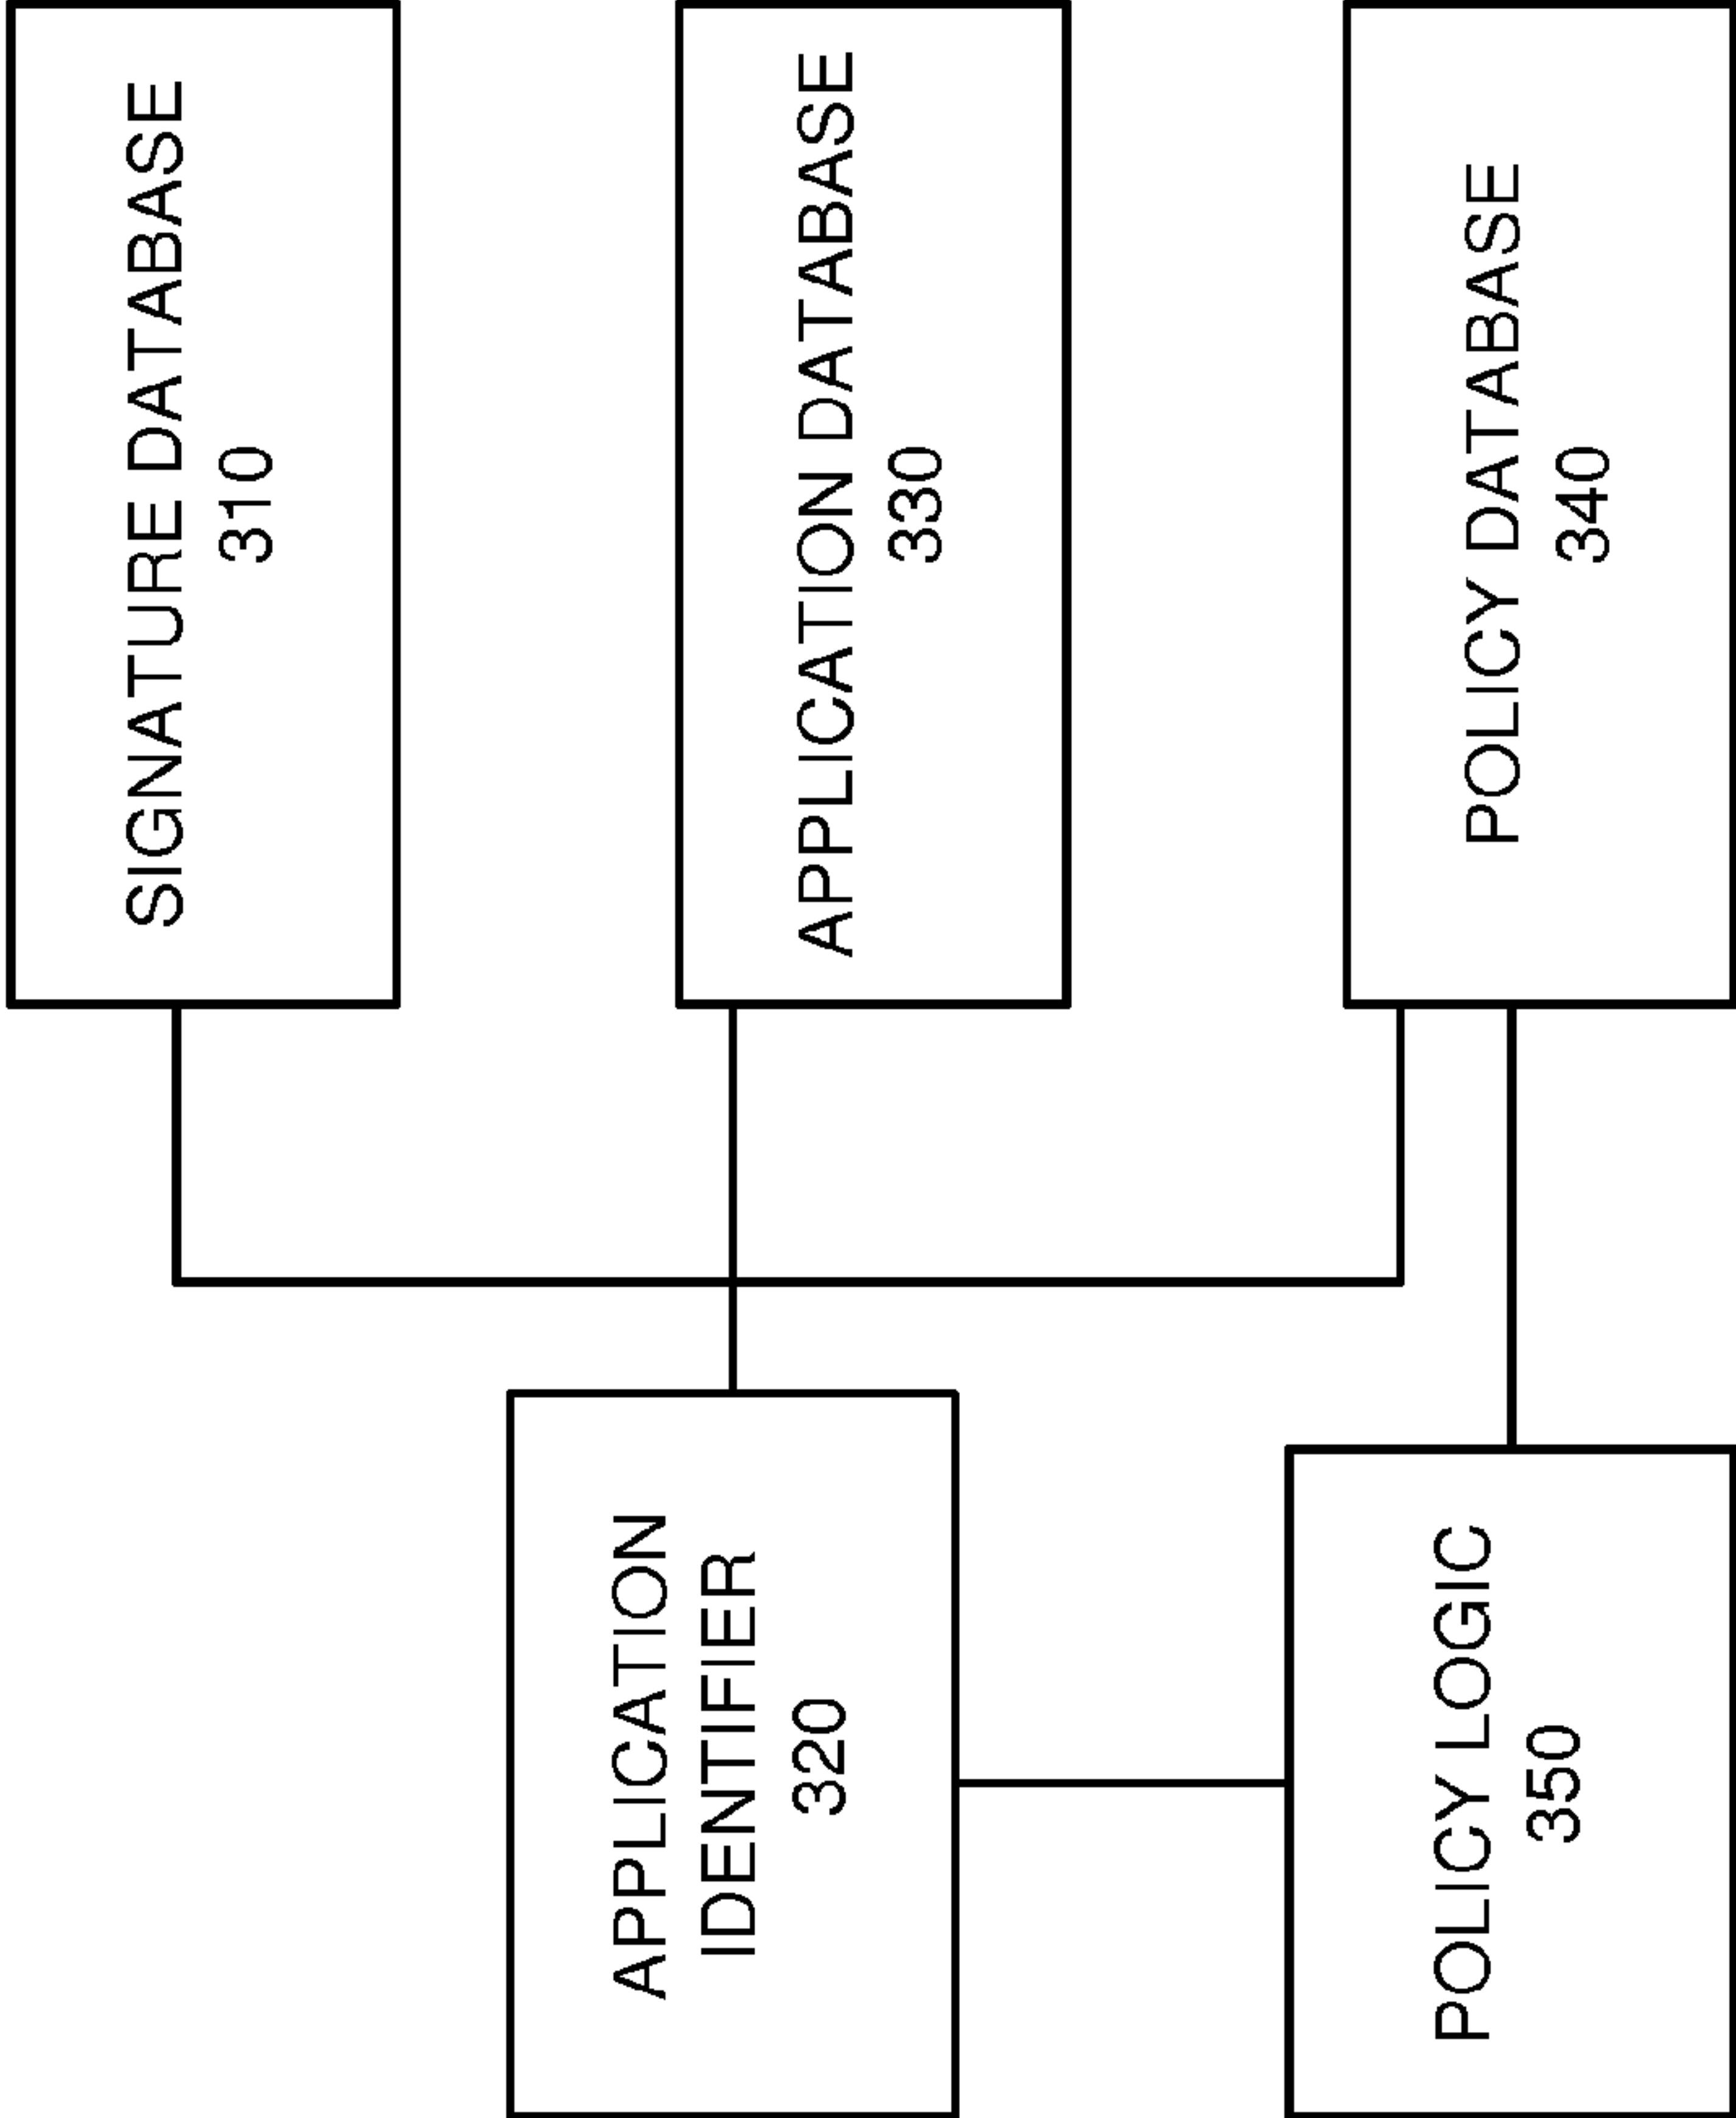 SIGNATURE DATABASE
310
APPLICATION DATABASE
330
POLICY DATABASE
340
APPLICATION
IDENTIFIER
320
POLICY LOGIC
350